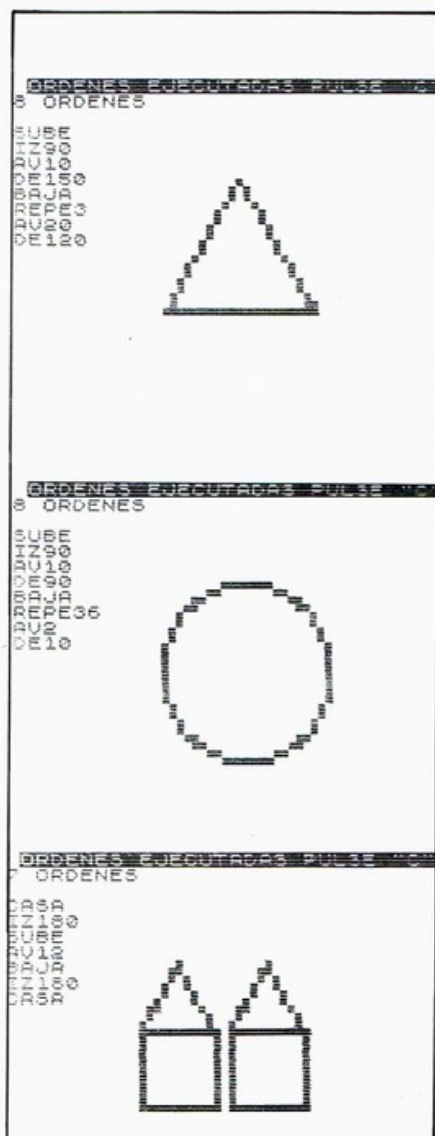 ORDENES EJECUTADAS PULSE "C"
8 ORDENES
SUBE
IZ90
AV10
DE150
BAJA
REPE3
AV20
DE120
ORDENES EJECUTADAS PULSE "C"
8 ORDENES
SUBE
IZ90
AV10
DE90
BAJA
REPE36
AV2
DE10
ORDENES EJECUTADAS PULSE "C"
7 ORDENES
CASA
IZ180
SUBE
AV12
BAJA
IZ180
CASA